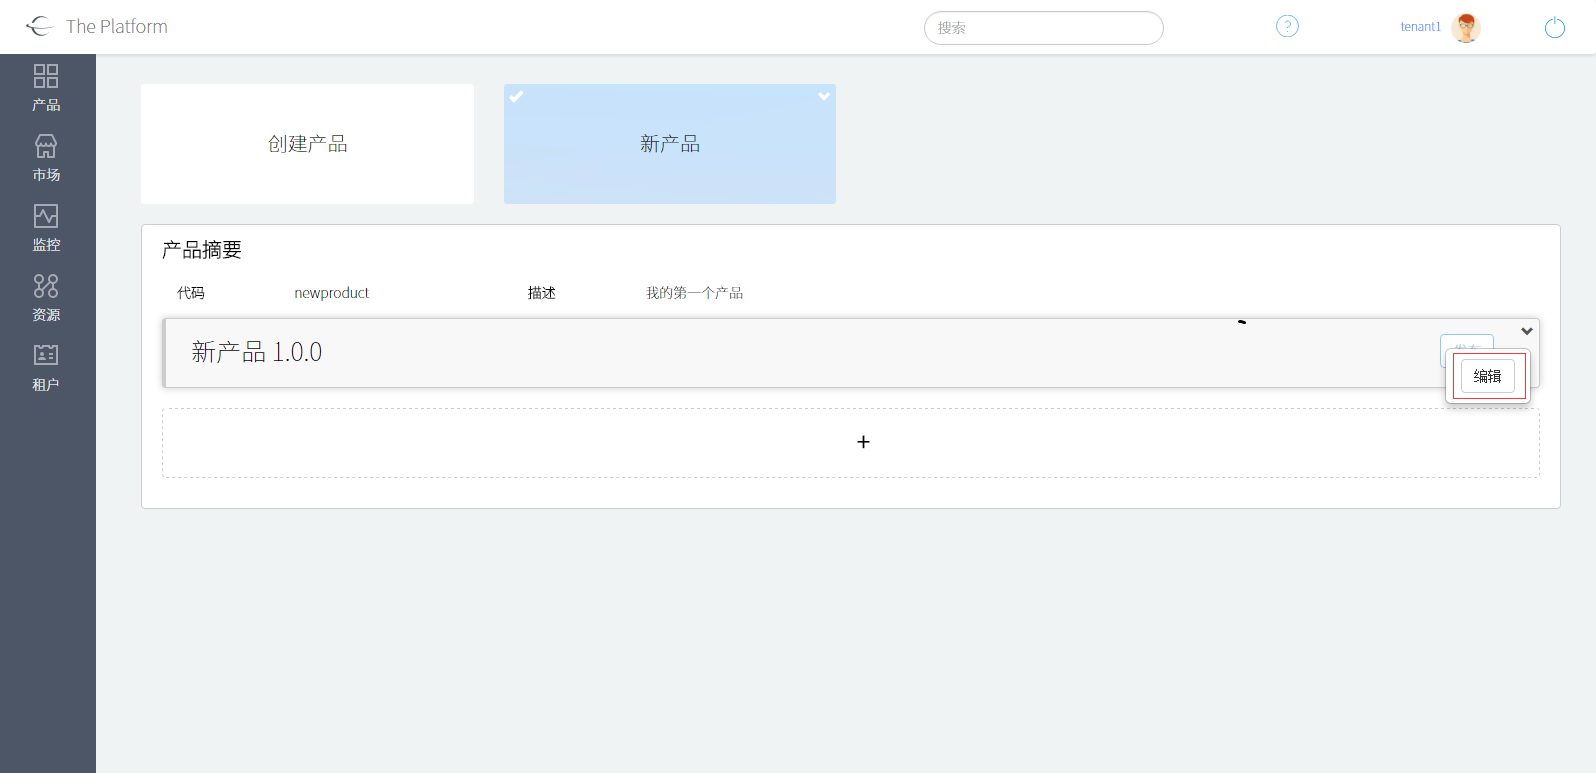 The Platform
搜索
?
tenant1
产品
市场
监控
资源
租户
创建产品
新产品
产品摘要
代码 newproduct 描述 我的第一个产品
新产品 1.0.0
编辑
+